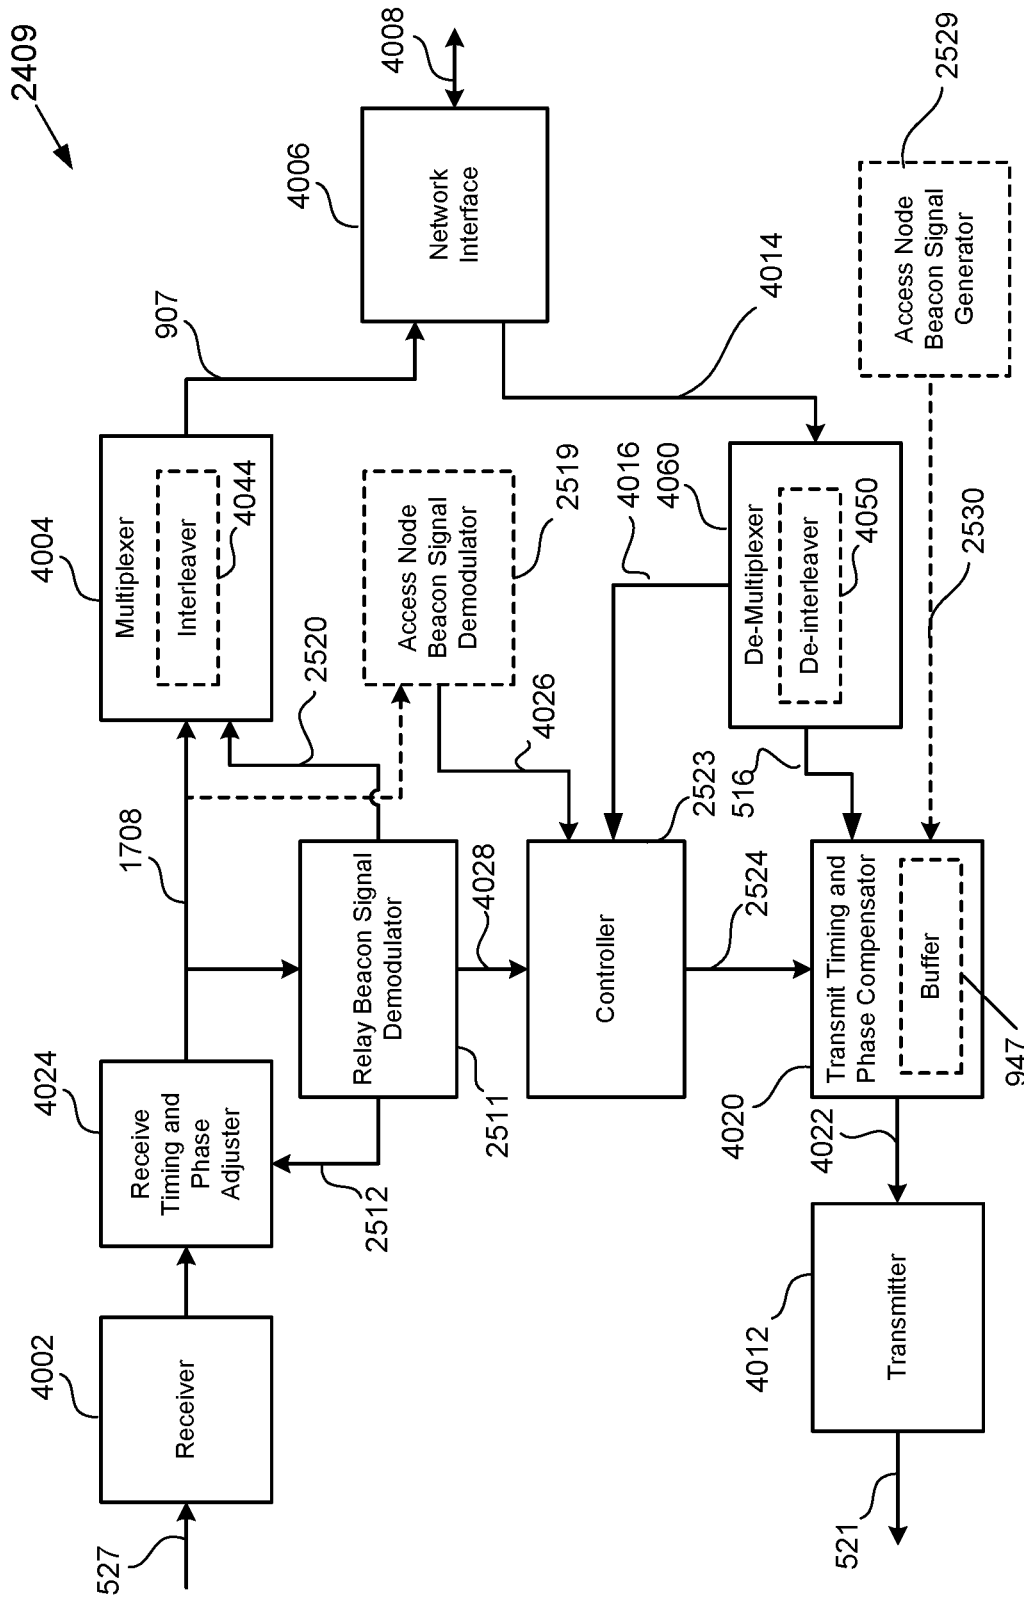 2409
527
4002
Receiver
4024
Receive
Timing and
Phase
Adjuster
2512
1708
4004
Multiplexer
Interleaver
4044
2520
907
4006
Network
Interface
4008
Relay Beacon Signal
Demodulator
2511
4028
Access Node
Beacon Signal
Demodulator
2519
4026
Controller
2523
2524
4016
4060
4014
De-Multiplexer
De-interleaver
4050
516
521
4012
Transmitter
4022
4020
Transmit Timing and
Phase Compensator
Buffer
947
2530
Access Node
Beacon Signal
Generator
2529